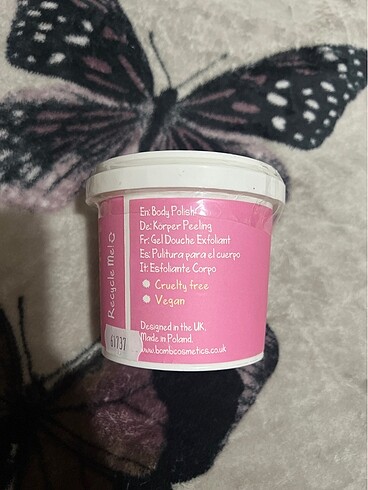 En: Body Polish
De: Körper Peeling
Fr: Gel Douche Exfoliant
Es: Pulitura para el cuerpo
It: Esfoliante Corpo
Cruelty free
Vegan
Designed in the UK.
Made in Poland.
www.bombcosmetics.co.uk
Recycle Me!
61737